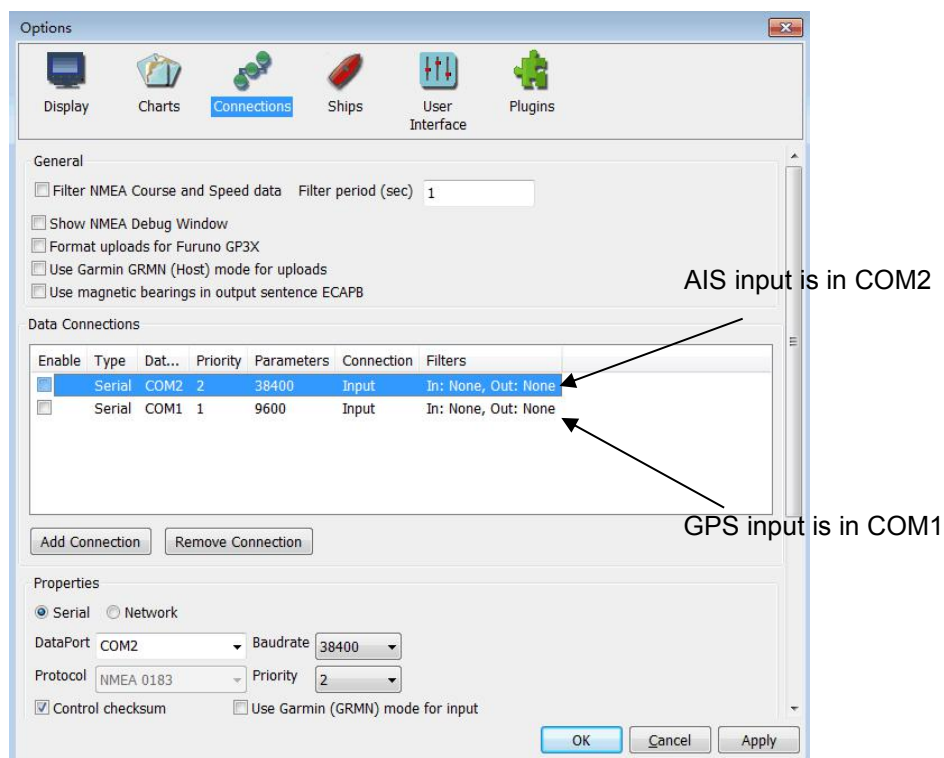 Options
Display Charts Connections Ships User Interface Plugins
General
Filter NMEA Course and Speed data Filter period (sec) 1
Show NMEA Debug Window
Format uploads for Furuno GP3X
Use Garmin GRMN (Host) mode for uploads
Use magnetic bearings in output sentence ECAPB
AIS input is in COM2
Data Connections
Enable Type Dat... Priority Parameters Connection Filters
Serial COM2 2 38400 Input In: None, Out: None
Serial COM1 1 9600 Input In: None, Out: None
GPS input is in COM1
Add Connection Remove Connection
Properties
Serial Network
DataPort COM2 Baudrate 38400
Protocol NMEA 0183 Priority 2
Control checksum Use Garmin (GRMN) mode for input
OK Cancel Apply